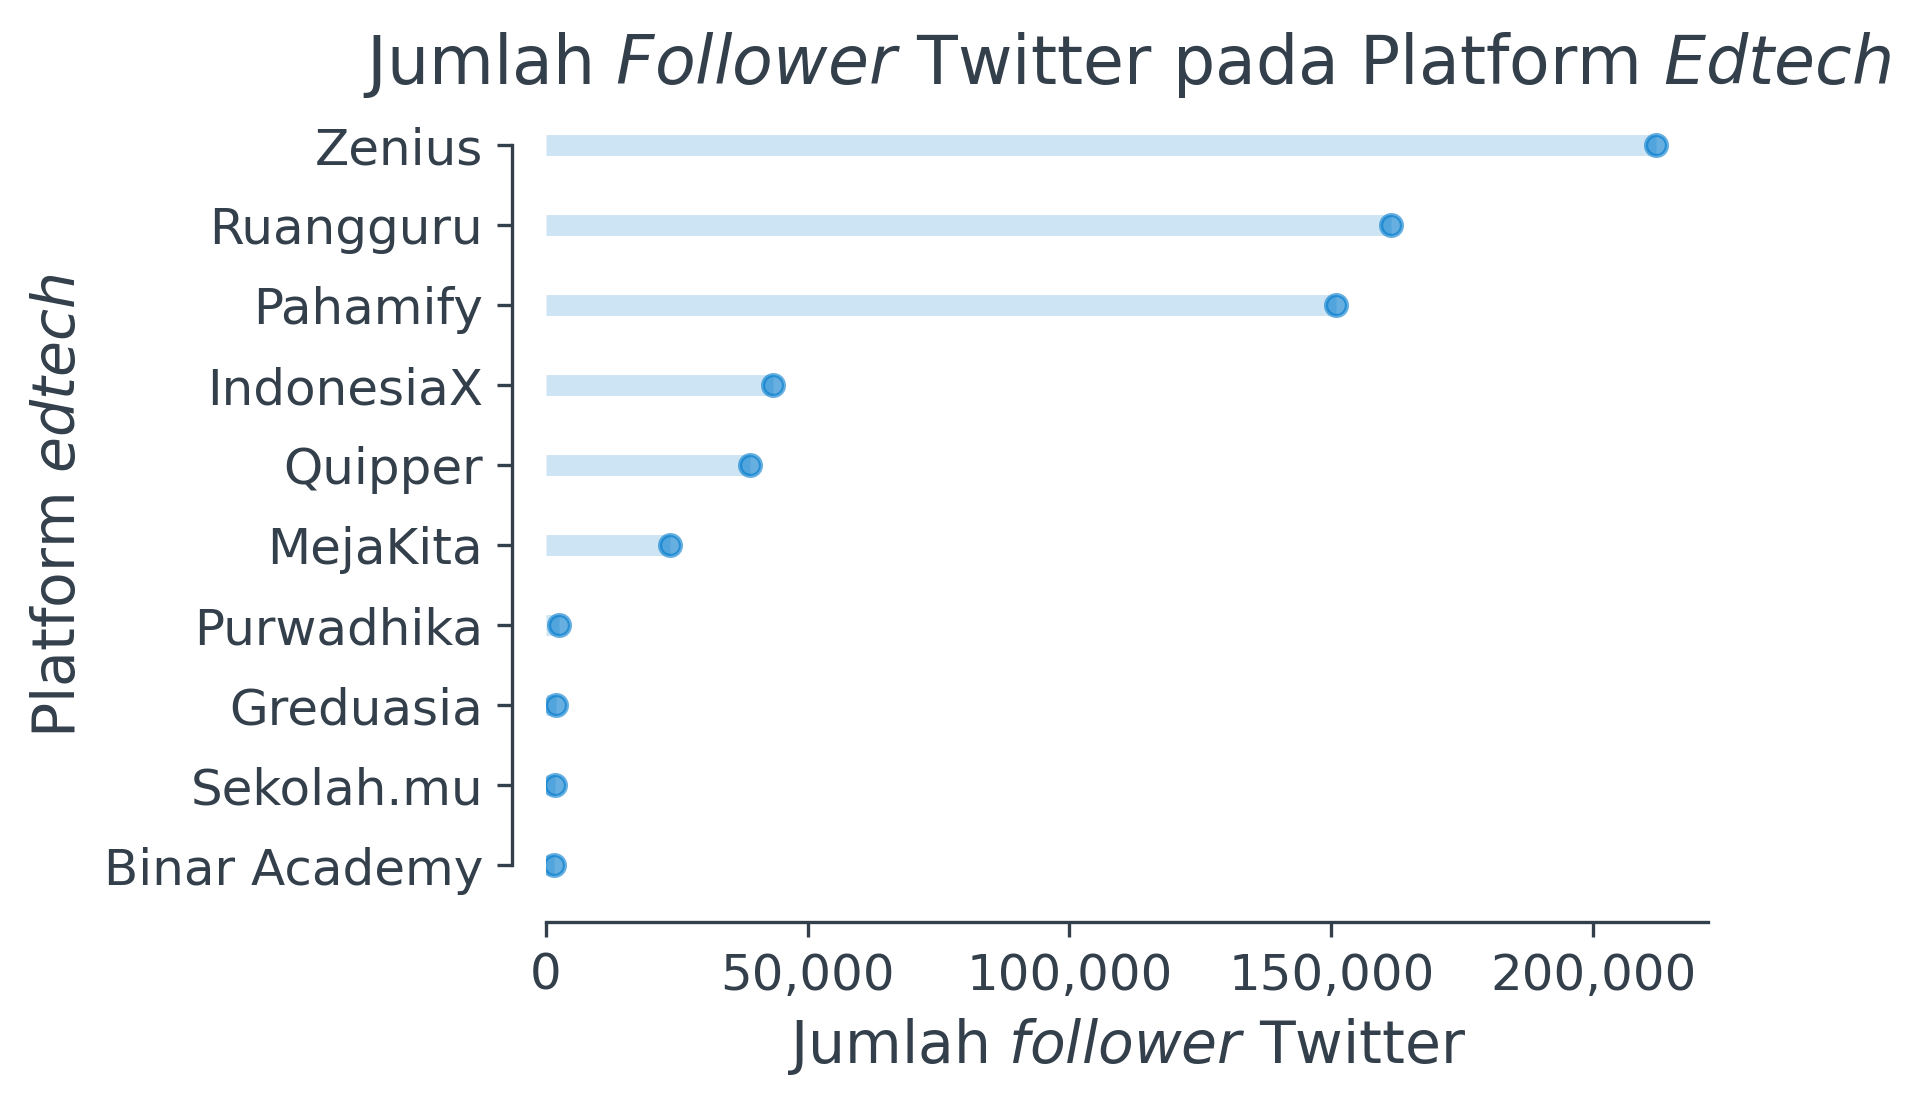 Jumlah Follower Twitter pada Platform Edtech
Platform edtech
Zenius
Ruangguru
Pahamify
IndonesiaX
Quipper
MejaKita
Purwadhika
Greduasia
Sekolah.mu
Binar Academy
0 50,000 100,000 150,000 200,000
Jumlah follower Twitter